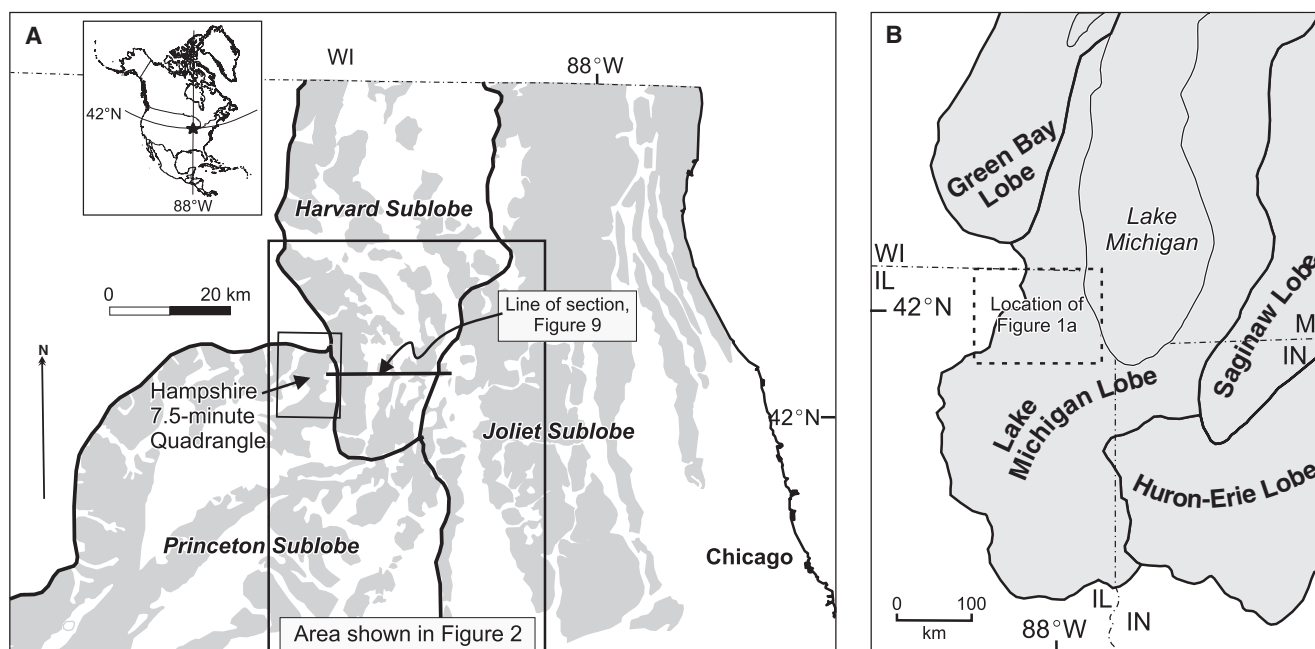 A
WI
88°W
42°N
88°W
Harvard Sublobe
0 20 km
Line of section,
Figure 9
N
Hampshire
7.5-minute
Quadrangle
42°N
Joliet Sublobe
Princeton Sublobe
Chicago
Area shown in Figure 2
B
Green Bay
Lobe
Lake
Michigan
WI
IL
42°N
Location of
Figure 1a
Saginaw Lobe
M
IN
Lake
Michigan Lobe
Huron-Erie Lobe
0 100
km
IL
IN
88°W